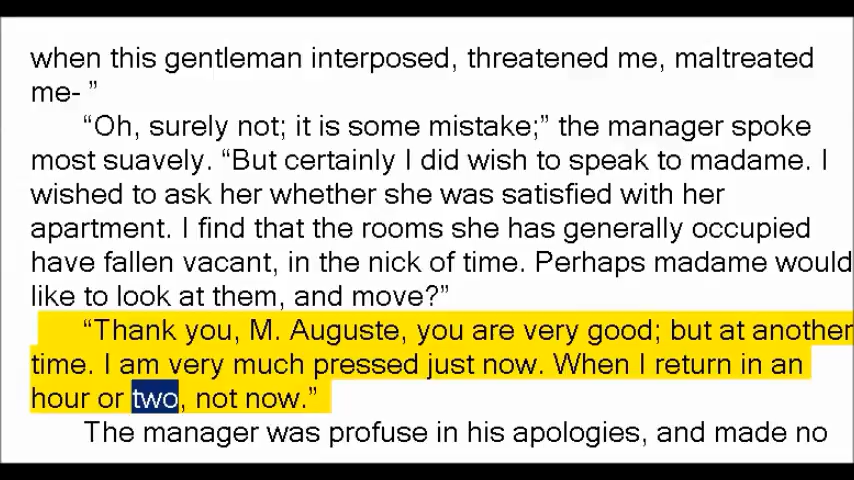 when this gentleman interposed, threatened me, maltreated
me- ”
“Oh, surely not; it is some mistake;” the manager spoke
most suavely. “But certainly I did wish to speak to madame. I
wished to ask her whether she was satisfied with her
apartment. I find that the rooms she has generally occupied
have fallen vacant, in the nick of time. Perhaps madame would
like to look at them, and move?”
“Thank you, M. Auguste, you are very good; but at another
time. I am very much pressed just now. When I return in an
hour or two, not now.”
The manager was profuse in his apologies, and made no